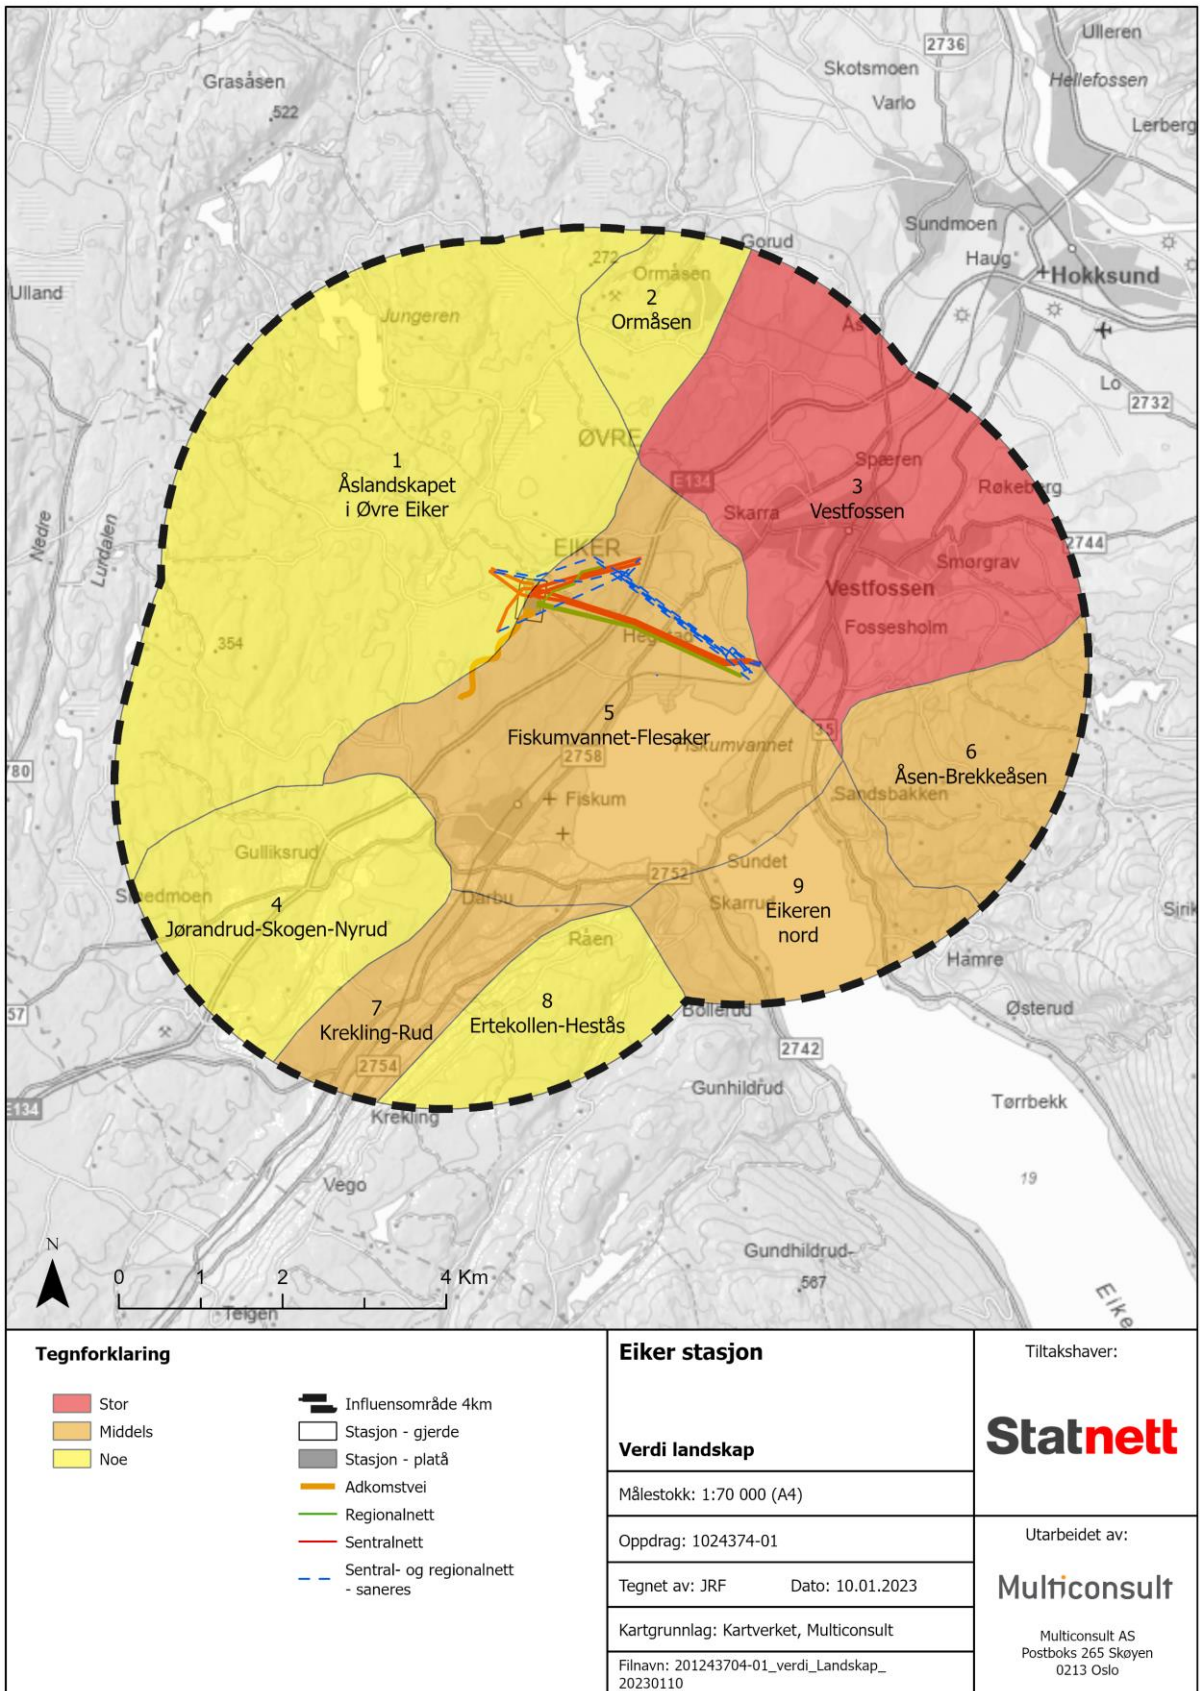 2736
Ulleren
Skotsmoen
Hellefossen
Grasåsen
Varlo
522
Lerberg
Sundmoen
Gorud
Haug
Hokksund
272
Ormåsen
Ulland
2
Ormåsen
Jungeren
Ås
Lo
2732
ØVRE
1
Åslandskapet
i Øvre Eiker
Spæren
E134
3
Vestfossen
Røkeberg
Skarra
Nedre
Lurdalen
EIKER
2744
Smørgrav
Vestfossen
Fossesholm
354
5
Fiskumvannet-Flesaker
35
Fiskumvannet
6
Åsen-Brekkeåsen
2758
780
Sandsbakken
Fiskum
Gulliksrud
Sundet
2752
4
Jørandrud-Skogen-Nyrud
Darbu
9
Eikeren
nord
Skarrud
Råen
Hamre
7
Krekling-Rud
8
Ertekollen-Hestås
Bollerud
Østerud
57
2742
2754
Gunhildrud
E134
Krekling
Tørrbekk
Vego
19
N
Gundhildrud-
567
0 1 2 4 Km
Teigen
Eike
Tegnforklaring
Stor
Middels
Noe
Influensområde 4km
Stasjon - gjerde
Stasjon - platå
Adkomstvei
Regionalnett
Sentralnett
Sentral- og regionalnett
- saneres
Eiker stasjon
Verdi landskap
Målestokk: 1:70 000 (A4)
Oppdrag: 1024374-01
Tegnet av: JRF Dato: 10.01.2023
Kartgrunnlag: Kartverket, Multiconsult
Filnavn: 201243704-01_verdi_Landskap_
20230110
Tiltakshaver:
Statnett
Utarbeidet av:
Multiconsult
Multiconsult AS
Postboks 265 Skøyen
0213 Oslo